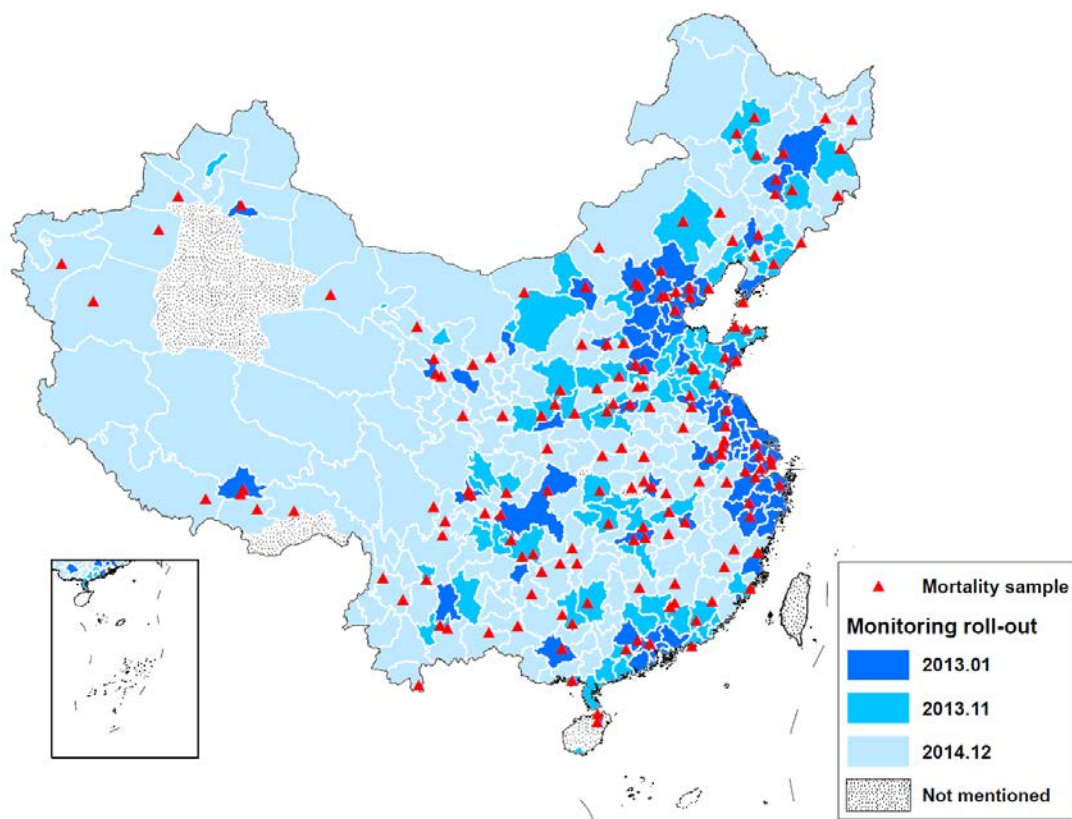 Mortality sample
Monitoring roll-out
2013.01
2013.11
2014.12
Not mentioned